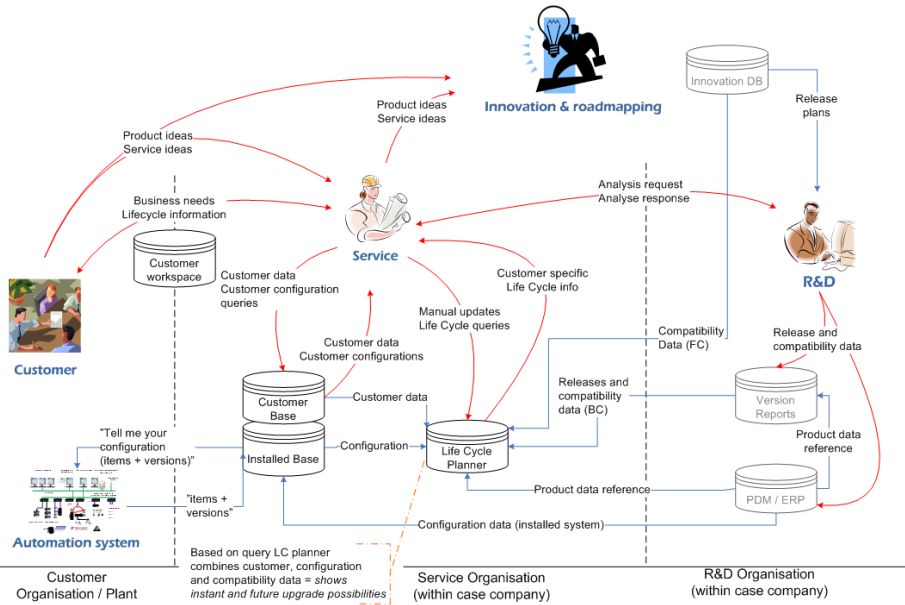 Innovation & roadmapping
Innovation DB
Release
plans
Product ideas
Service ideas
Product ideas
Service ideas
Business needs
Lifecycle information
Analysis request
Analyse response
Customer
workspace
Service
R&D
Customer
Customer data
Customer configuration
queries
Customer specific
Life Cycle info
Manual updates
Life Cycle queries
Customer data
Customer configurations
Compatibility
Data (FC)
Release and
compatibility data
Customer
Base
Customer data
Releases and
compatibility
data (BC)
Version
Reports
"Tell me your
configuration
(items + versions)"
Installed Base
Configuration
Life Cycle
Planner
Product data
reference
"items +
versions"
Product data reference
PDM / ERP
Automation system
Configuration data (installed system)
Based on query LC planner
combines customer, configuration
and compatibility data = shows
instant and future upgrade possibilities
Customer
Organisation / Plant
Service Organisation
(within case company)
R&D Organisation
(within case company)